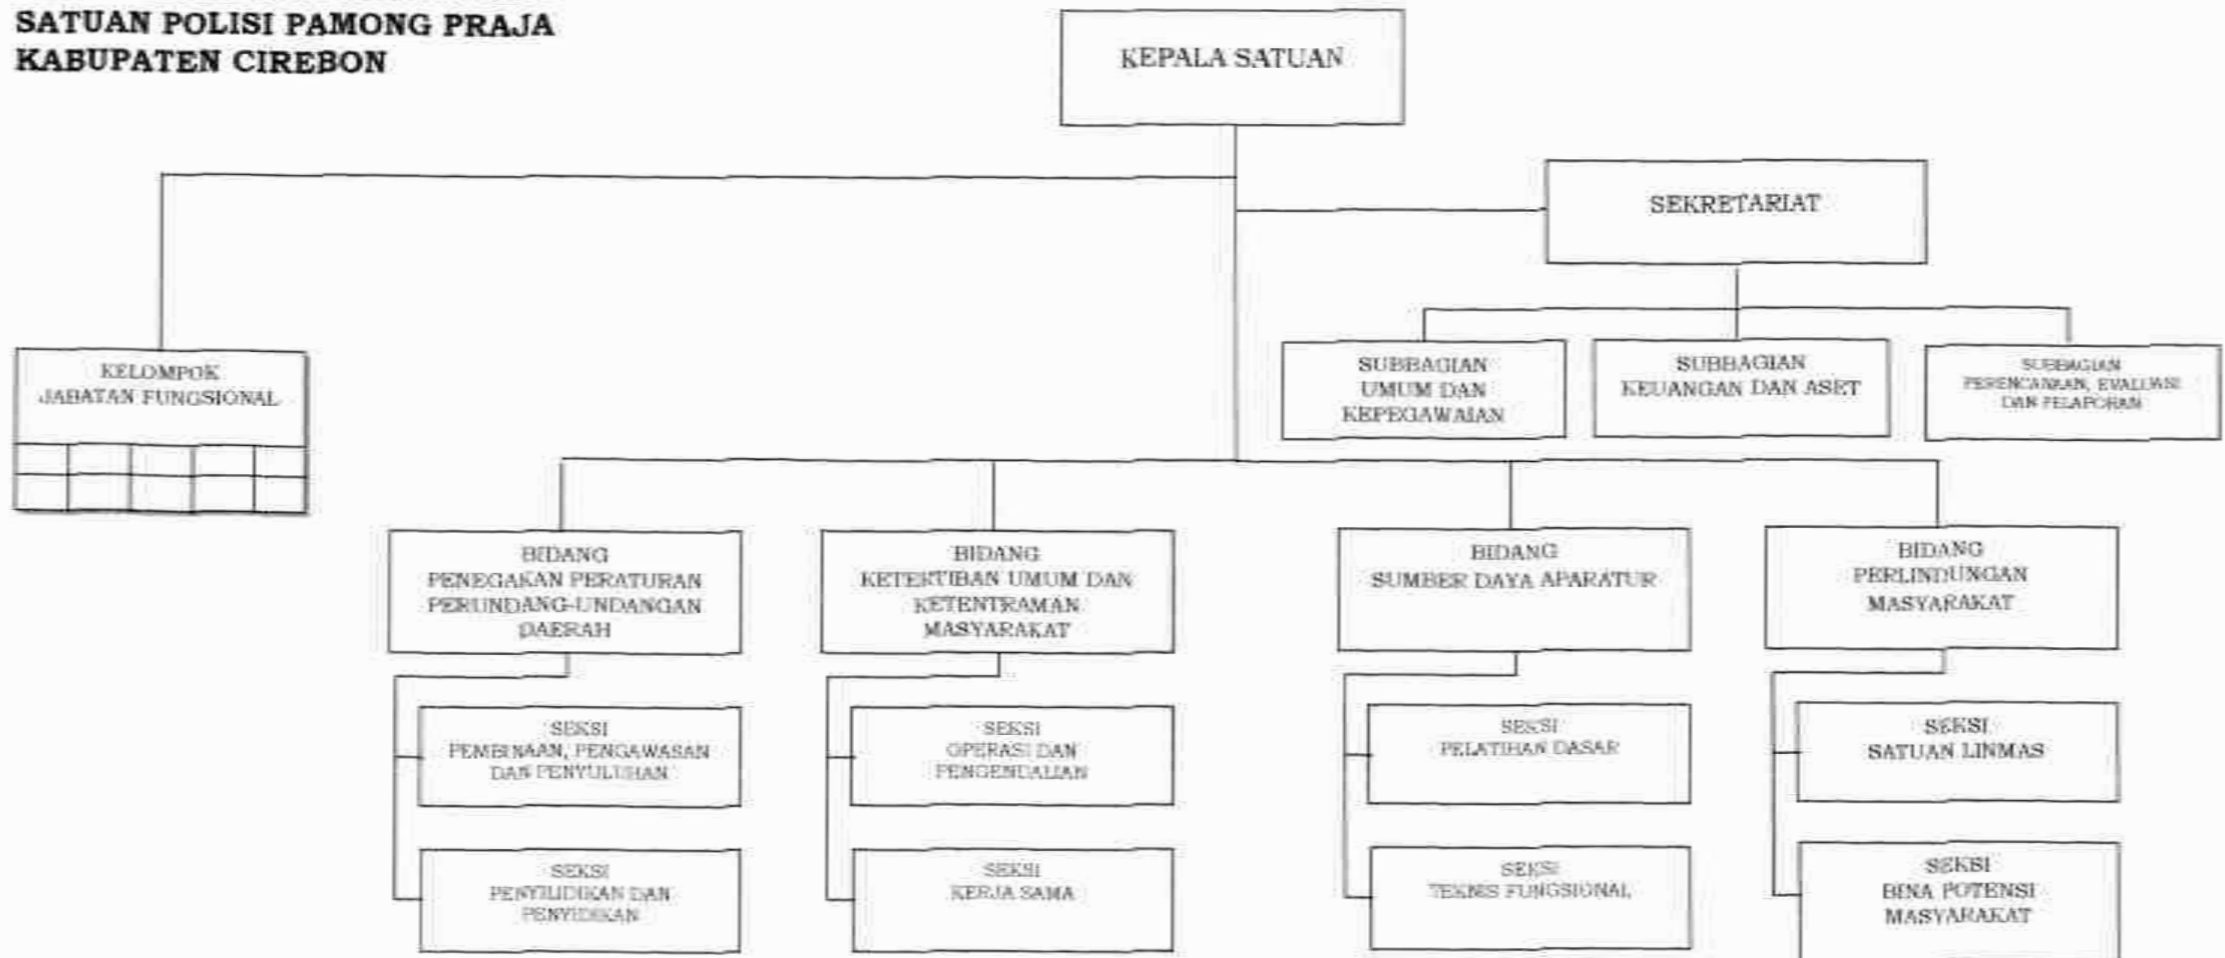 SATUAN POLISI PAMONG PRAJA
KABUPATEN CIREBON
KEPALA SATUAN
SEKRETARIAT
KELOMPOK
JABATAN FUNGSIONAL
SUBBAGIAN
UMUM DAN
KEPEGAWAIAN
SUBBAGIAN
KEUANGAN DAN ASET
SUBBAGIAN
PERENCANAAN, EVALUASI
DAN PELAPORAN
BIDANG
PENEGAKAN PERATURAN
PERUNDANG-UNDANGAN
DAERAH
BIDANG
KETERTIBAN UMUM DAN
KETENTRAMAN
MASYARAKAT
BIDANG
SUMBER DAYA APARATUR
BIDANG
PERLINDUNGAN
MASYARAKAT
SEKSI
PEMBINAAN, PENGAWASAN
DAN PENYULUHAN
SEKSI
OPERASI DAN
PENGENDALIAN
SEKSI
PELATIHAN DASAR
SEKSI
SATUAN LINMAS
SEKSI
PENYILIDIKAN DAN
PENYIDIKAN
SEKSI
KERJA SAMA
SEKSI
TEKNIS FUNGSIONAL
SEKSI
BINA POTENSI
MASYARAKAT